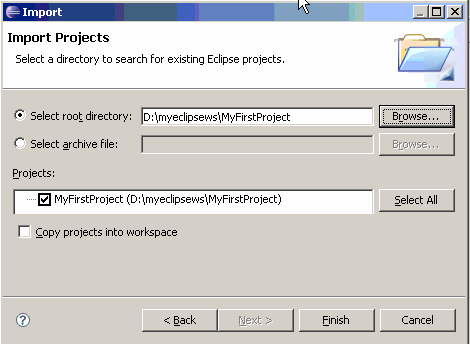 Import
Import Projects
Select a directory to search for existing Eclipse projects.
Select root directory: D:\myeclipsews\MyFirstProject Browse...
Select archive file: Browse...
Projects:
MyFirstProject (D:\myeclipsews\MyFirstProject) Select All
Copy projects into workspace
? < Back Next > Finish Cancel